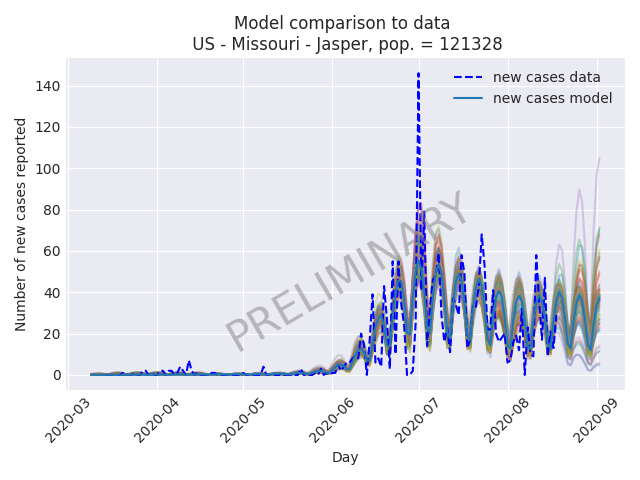 Model comparison to data
US - Missouri - Jasper, pop. = 121328
new cases data
new cases model
Number of new cases reported
140
120
100
80
60
40
20
0
PRELIMINARY
2020-03
2020-04
2020-05
2020-06
2020-07
2020-08
2020-09
Day